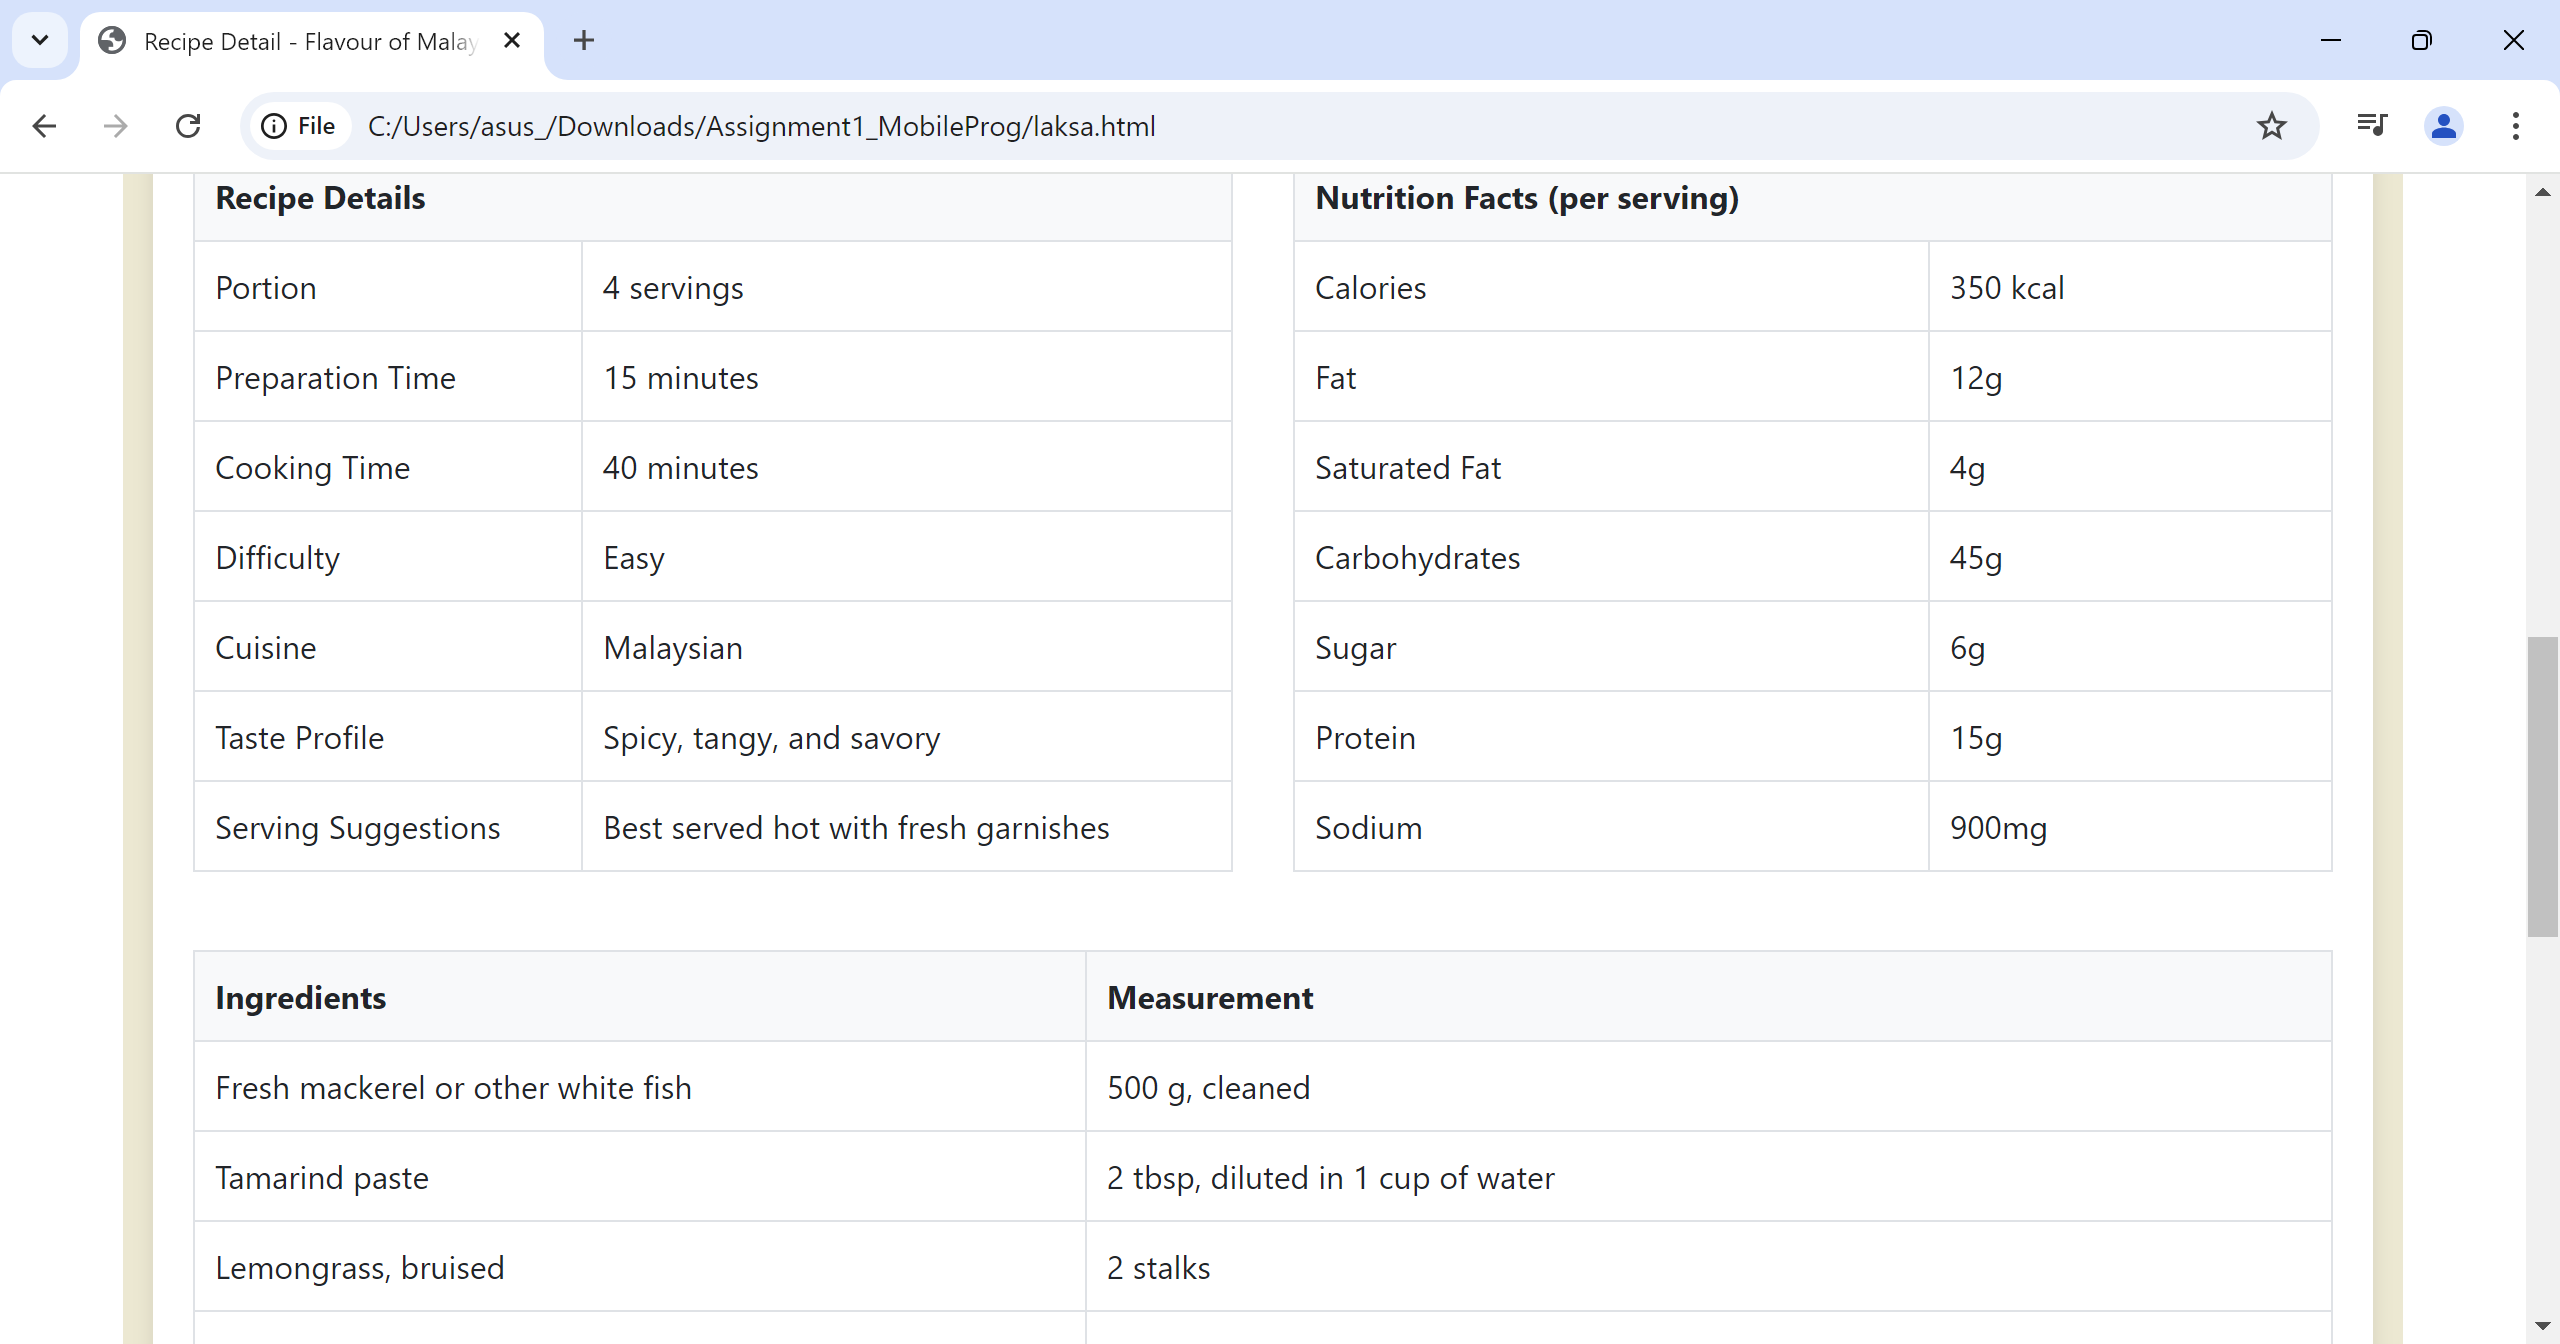 Recipe Detail - Flavour of Malay
File C:/Users/asus_/Downloads/Assignment1_MobileProg/laksa.html
Recipe Details
Portion 4 servings
Preparation Time 15 minutes
Cooking Time 40 minutes
Difficulty Easy
Cuisine Malaysian
Taste Profile Spicy, tangy, and savory
Serving Suggestions Best served hot with fresh garnishes
Nutrition Facts (per serving)
Calories 350 kcal
Fat 12g
Saturated Fat 4g
Carbohydrates 45g
Sugar 6g
Protein 15g
Sodium 900mg
Ingredients Measurement
Fresh mackerel or other white fish 500 g, cleaned
Tamarind paste 2 tbsp, diluted in 1 cup of water
Lemongrass, bruised 2 stalks